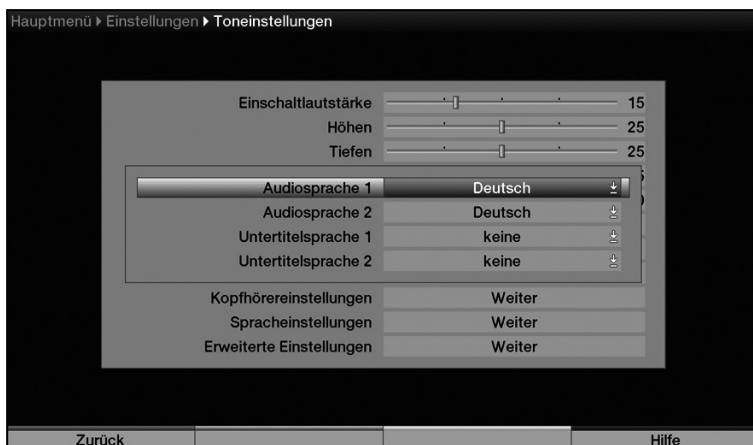 Hauptmenü ▸ Einstellungen ▸ Toneinstellungen
Einschaltlautstärke 15
Höhen 25
Tiefen 25
Audiosprache 1 Deutsch
Audiosprache 2 Deutsch
Untertitelsprache 1 keine
Untertitelsprache 2 keine
Kopfhörereinstellungen Weiter
Spracheinstellungen Weiter
Erweiterte Einstellungen Weiter
Zurück Hilfe